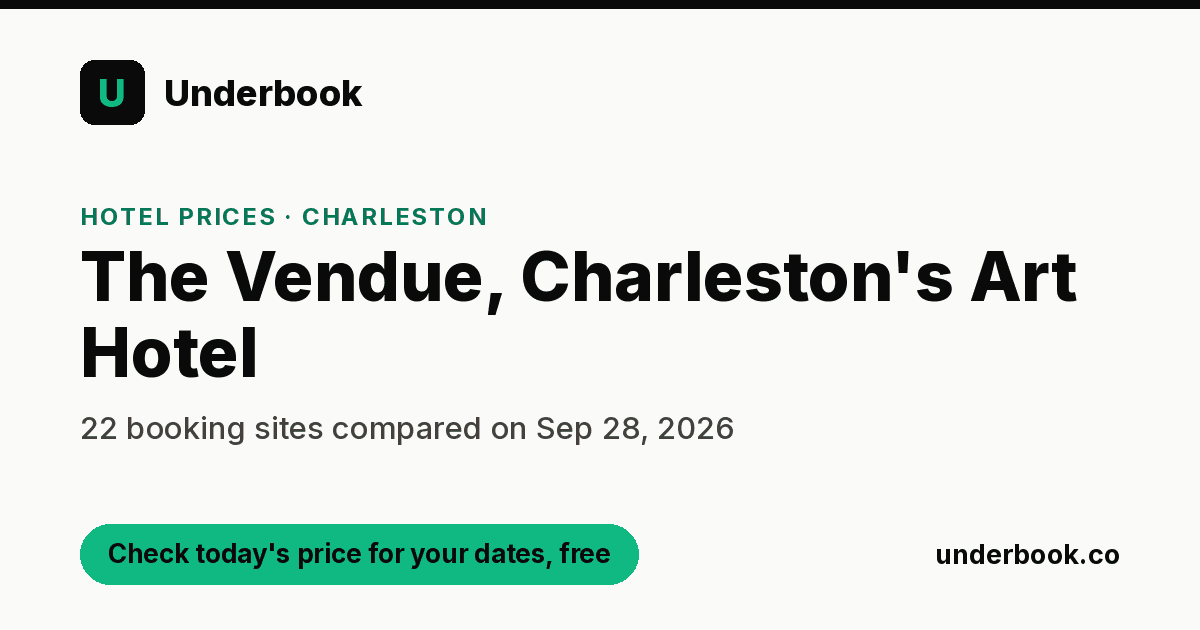 U Underbook
HOTEL PRICES · CHARLESTON
The Vendue, Charleston's Art
Hotel
22 booking sites compared on Sep 28, 2026
Check today's price for your dates, free
underbook.co